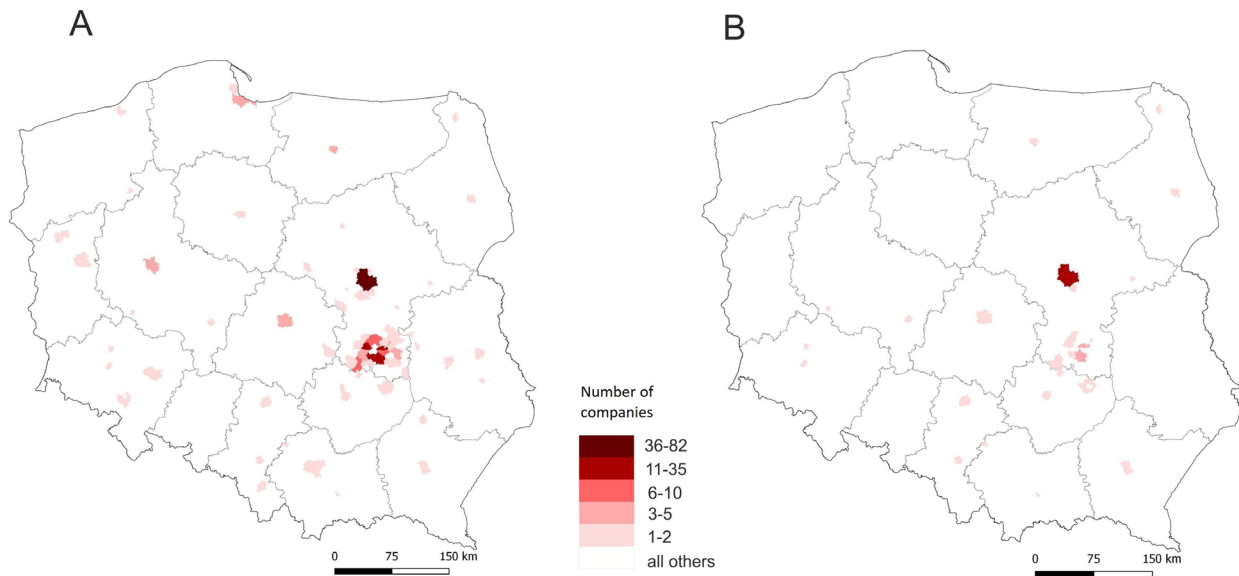 A
B
Number of
companies
36-82
11-35
6-10
3-5
1-2
all others
0 75 150 km
0 75 150 km